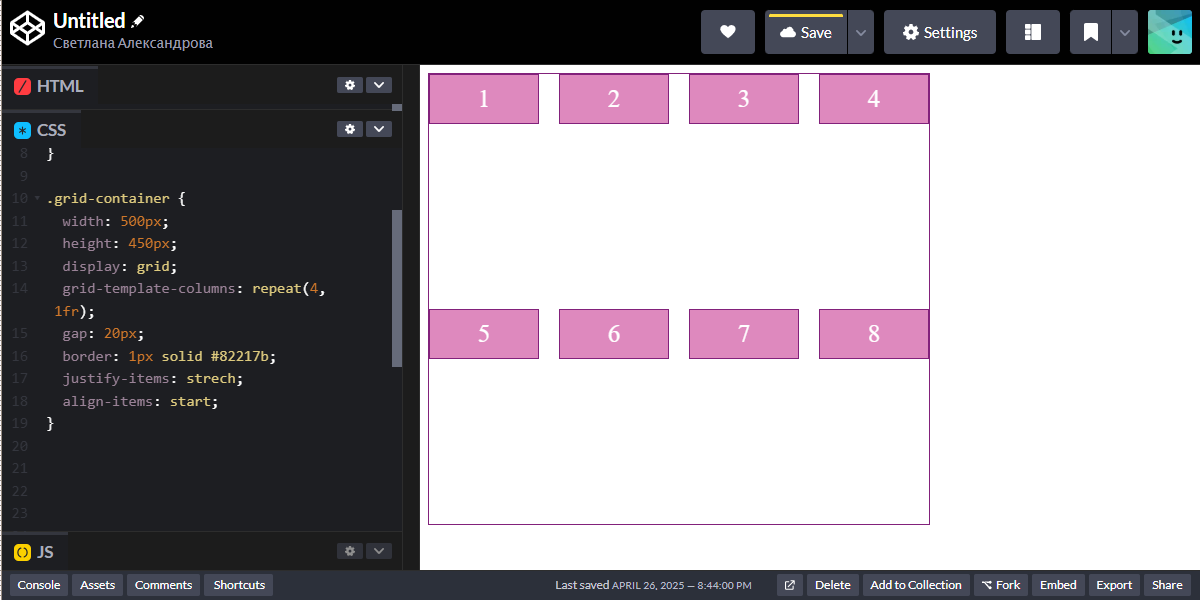 Untitled
Светлана Александрова
Save
Settings
HTML
CSS
8 }
9
10 .grid-container {
11 width: 500px;
12 height: 450px;
13 display: grid;
14 grid-template-columns: repeat(4,
1fr);
15 gap: 20px;
16 border: 1px solid #82217b;
17 justify-items: strech;
18 align-items: start;
19 }
20
21
22
23
JS
1 2 3 4
5 6 7 8
Console Assets Comments Shortcuts Last saved APRIL 26, 2025 — 8:44:00 PM Delete Add to Collection Fork Embed Export Share